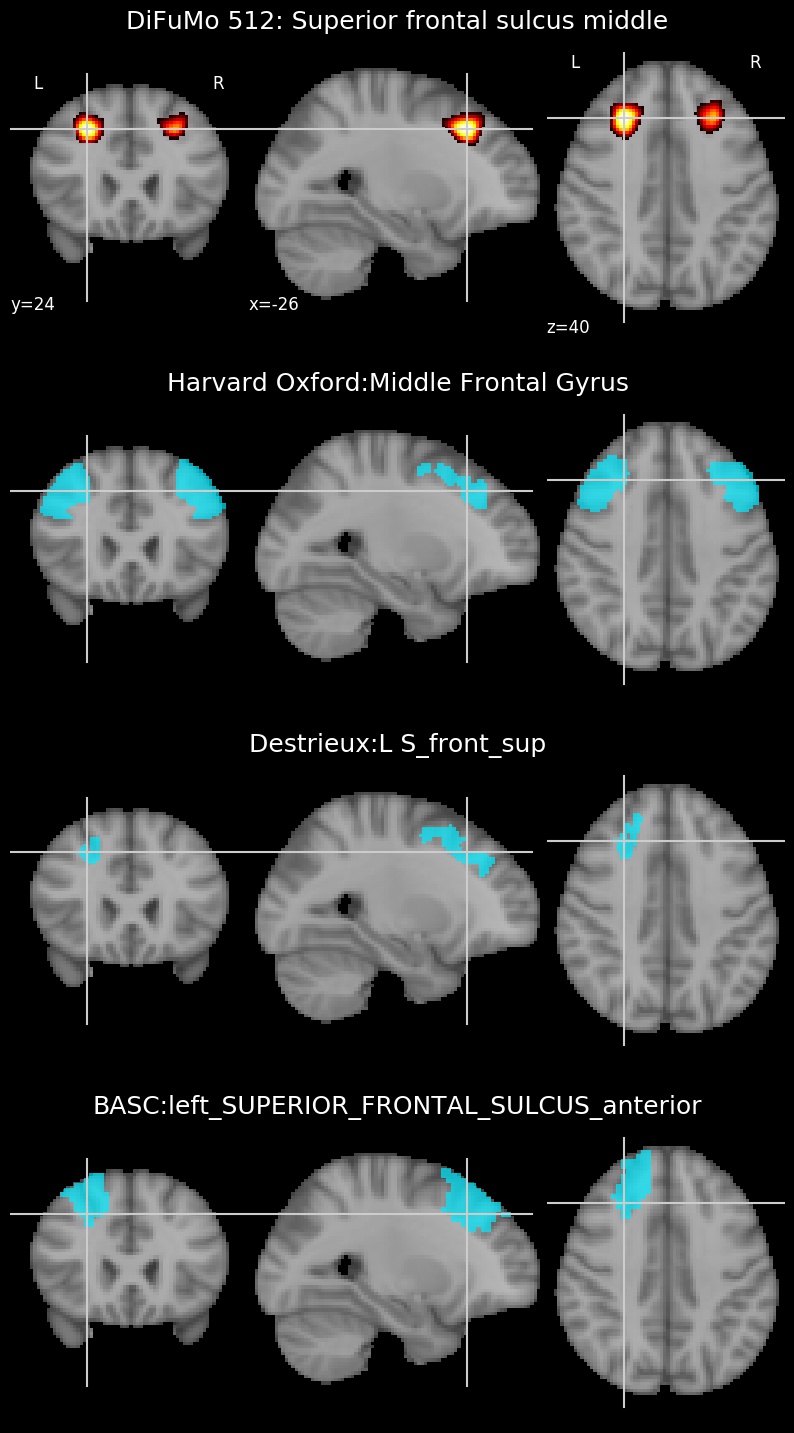 DiFuMo 512: Superior frontal sulcus middle
L R
L R
y=24
x=-26
z=40
Harvard Oxford:Middle Frontal Gyrus
Destrieux:L S_front_sup
BASC:left_SUPERIOR_FRONTAL_SULCUS_anterior